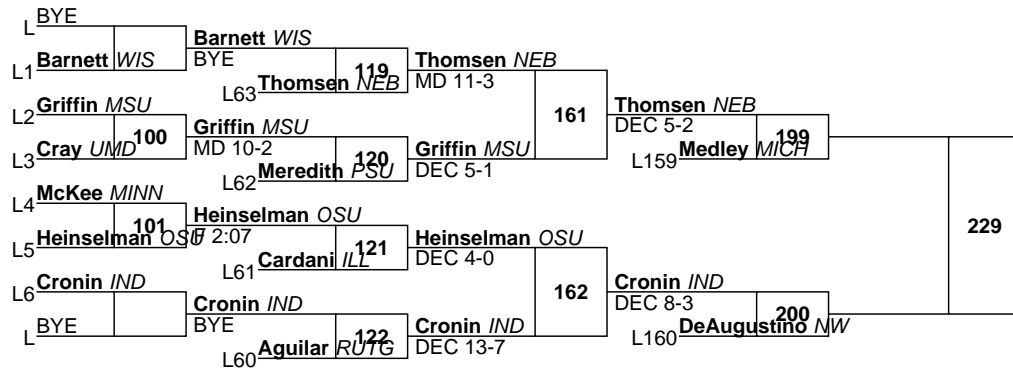 L BYE
L1 Barnett WIS
L2 Griffin MSU
100
L3 Cray UMD
L4 McKee MINN
101
L5 Heinselman OSU
L6 Cronin IND
L BYE
Barnett WIS
BYE
119
L63 Thomsen NEB
Griffin MSU
MD 10-2
120
L62 Meredith PSU
Heinselman OSU
F 2:07
121
L61 Cardani ILL
Cronin IND
BYE
122
L60 Aguilar RUTG
Thomsen NEB
MD 11-3
161
Griffin MSU
DEC 5-1
Heinselman OSU
DEC 4-0
162
Cronin IND
DEC 13-7
Thomsen NEB
DEC 5-2
199
L159 Medley MICH
Cronin IND
DEC 8-3
200
L160 DeAugustino NW
229